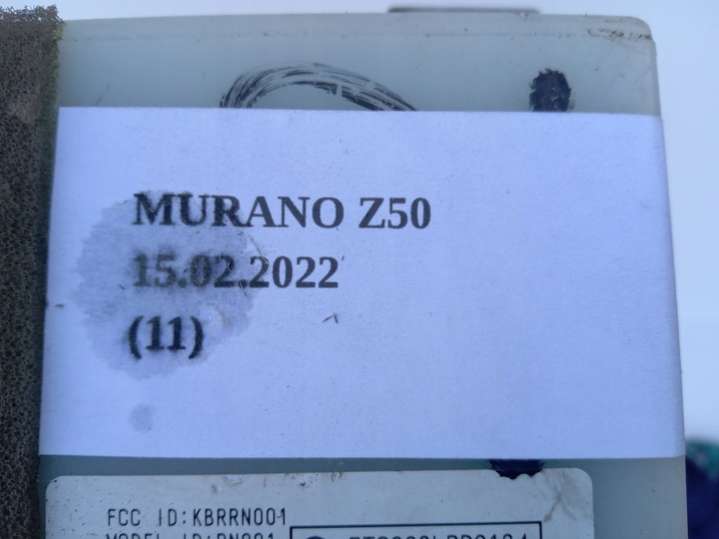 MURANO Z50
15.02.2022
(11)
FCC ID:KBRRN001